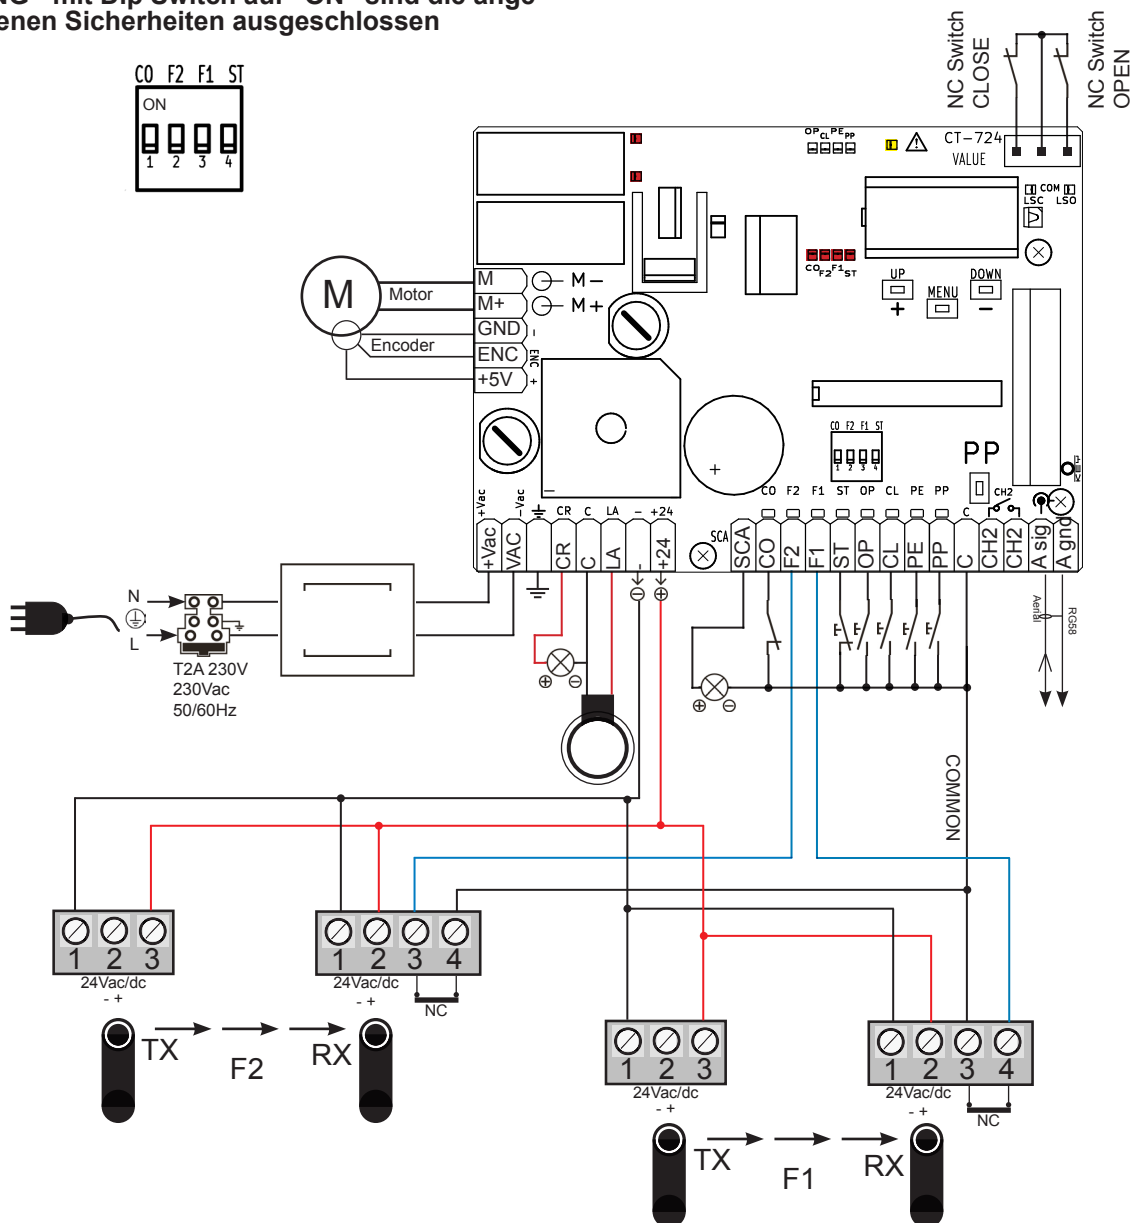 NG" mit Dip Switch auf "ON" sind die ange-
enen Sicherheiten ausgeschlossen
CO F2 F1 ST
ON
1 2 3 4
NC Switch
CLOSE
NC Switch
OPEN
OP CL PE PP
CT-724
VALUE
COM
LSC LSO
CO F2 F1 ST
UP DOWN
MENU
+ -
M
Motor
Encoder
M M-
M+ M+
GND -
ENC ENC
+5V +
CO F2 F1 ST
1 2 3 4
PP
+
-
+Vac -Vac CR C LA - +24
SCA
CO F2 F1 ST OP CL PE PP C CH2
+Vac VAC CR C LA - +24
SCA CO F2 F1 ST OP CL PE PP C CH2 CH2 A sig A gnd
N
L
T2A 230V
230Vac
50/60Hz
Aerial
RG58
COMMON
1 2 3
24Vac/dc
- +
1 2 3 4
24Vac/dc
- +
NC
TX F2 RX
1 2 3
24Vac/dc
- +
1 2 3 4
24Vac/dc
- +
NC
TX F1 RX